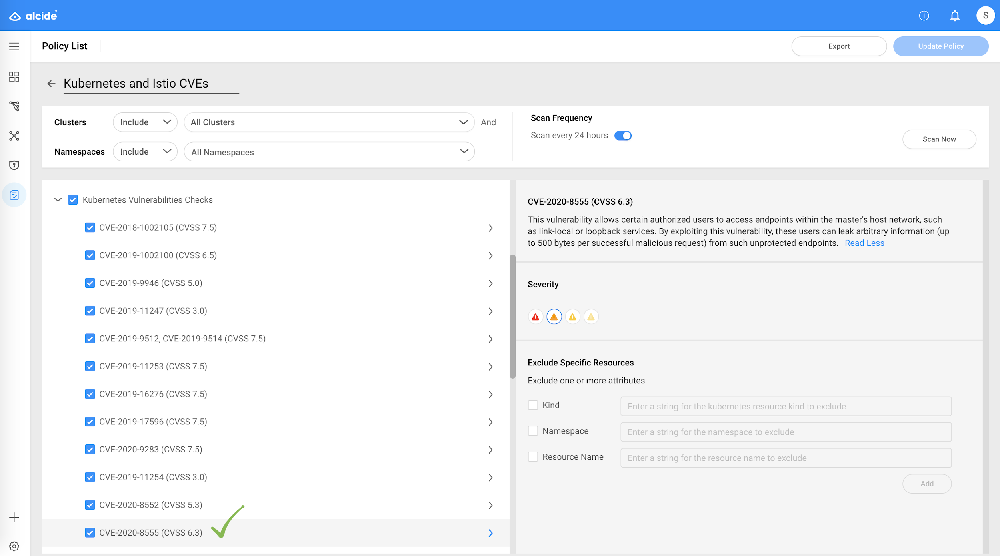 alcide™
S
Policy List
Export
Update Policy
Kubernetes and Istio CVEs
Clusters
Include
All Clusters
And
Namespaces
Include
All Namespaces
Scan Frequency
Scan every 24 hours
Scan Now
Kubernetes Vulnerabilities Checks
CVE-2018-1002105 (CVSS 7.5)
CVE-2019-1002100 (CVSS 6.5)
CVE-2019-9946 (CVSS 5.0)
CVE-2019-11247 (CVSS 3.0)
CVE-2019-9512, CVE-2019-9514 (CVSS 7.5)
CVE-2019-11253 (CVSS 7.5)
CVE-2019-16276 (CVSS 7.5)
CVE-2019-17596 (CVSS 7.5)
CVE-2020-9283 (CVSS 7.5)
CVE-2019-11254 (CVSS 3.0)
CVE-2020-8552 (CVSS 5.3)
CVE-2020-8555 (CVSS 6.3)
CVE-2020-8555 (CVSS 6.3)
This vulnerability allows certain authorized users to access endpoints within the master's host network, such
as link-local or loopback services. By exploiting this vulnerability, these users can leak arbitrary information (up
to 500 bytes per successful malicious request) from such unprotected endpoints. Read Less
Severity
Exclude Specific Resources
Exclude one or more attributes
Kind
Enter a string for the kubernetes resource kind to exclude
Namespace
Enter a string for the namespace to exclude
Resource Name
Enter a string for the resource name to exclude
Add